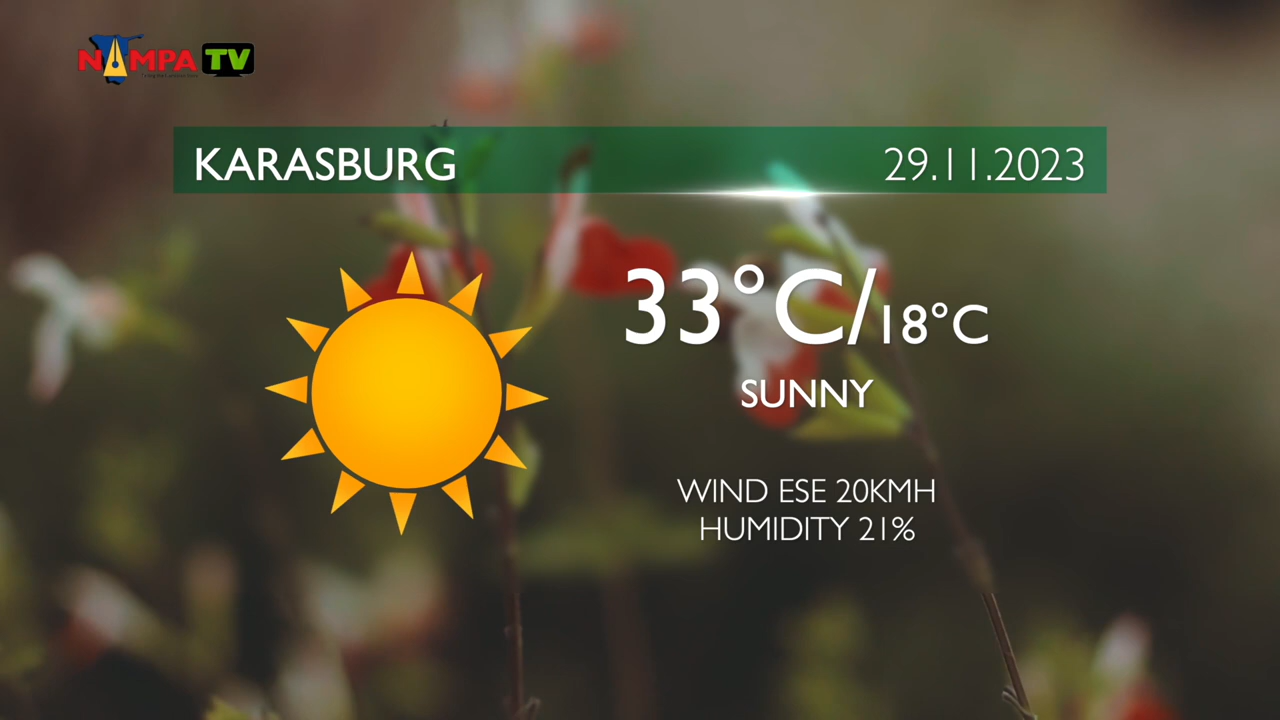 NAMPA TV
KARASBURG
29.11.2023
33°C/18°C
SUNNY
WIND ESE 20KMH
HUMIDITY 21%